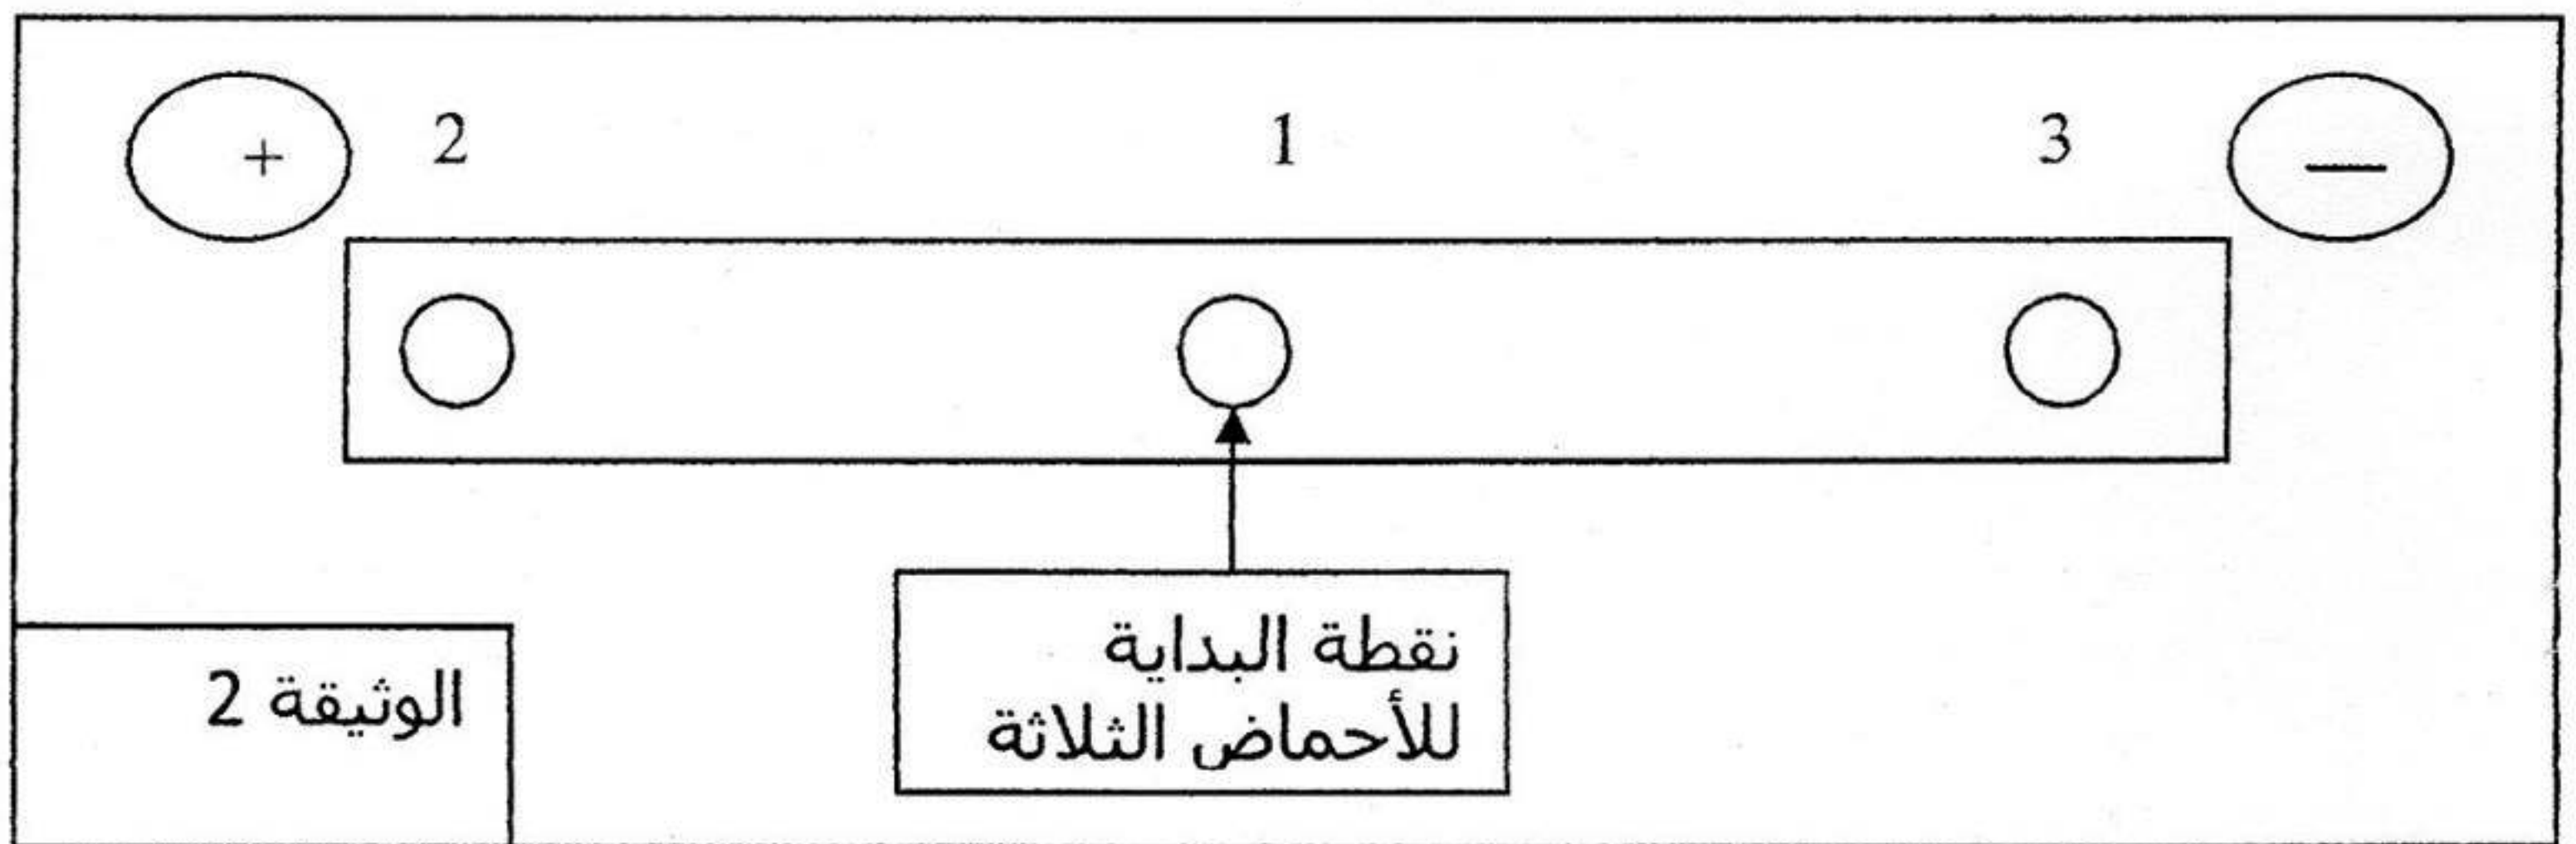 + 2 1 3 —
نقطة البداية
للأحماض الثلاثة
الوثيقة 2